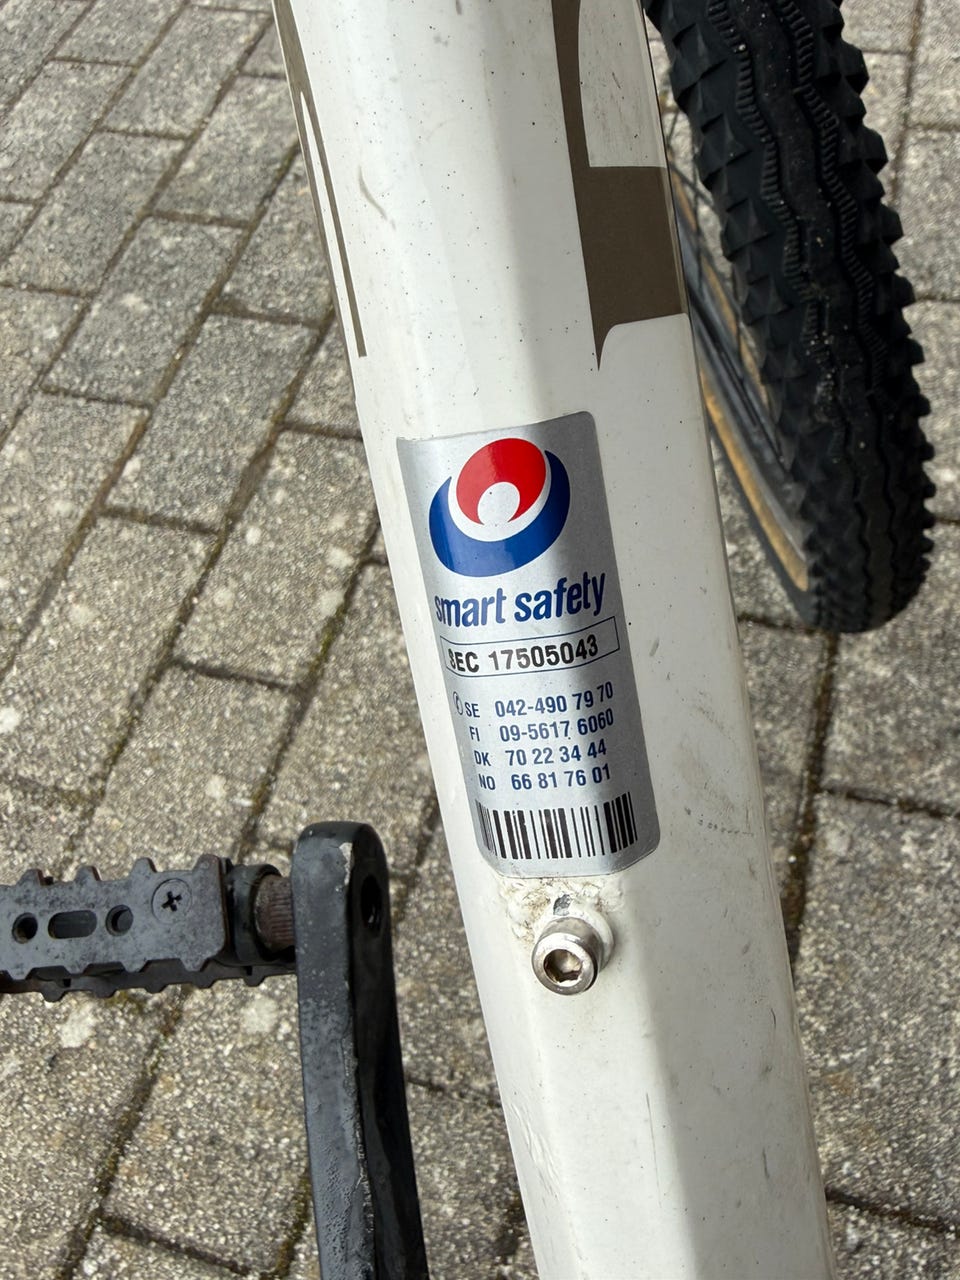 smart safety
SEC 17505043
SE 042-490 79 70
FI 09-5617 6060
DK 70 22 34 44
NO 66 81 76 01